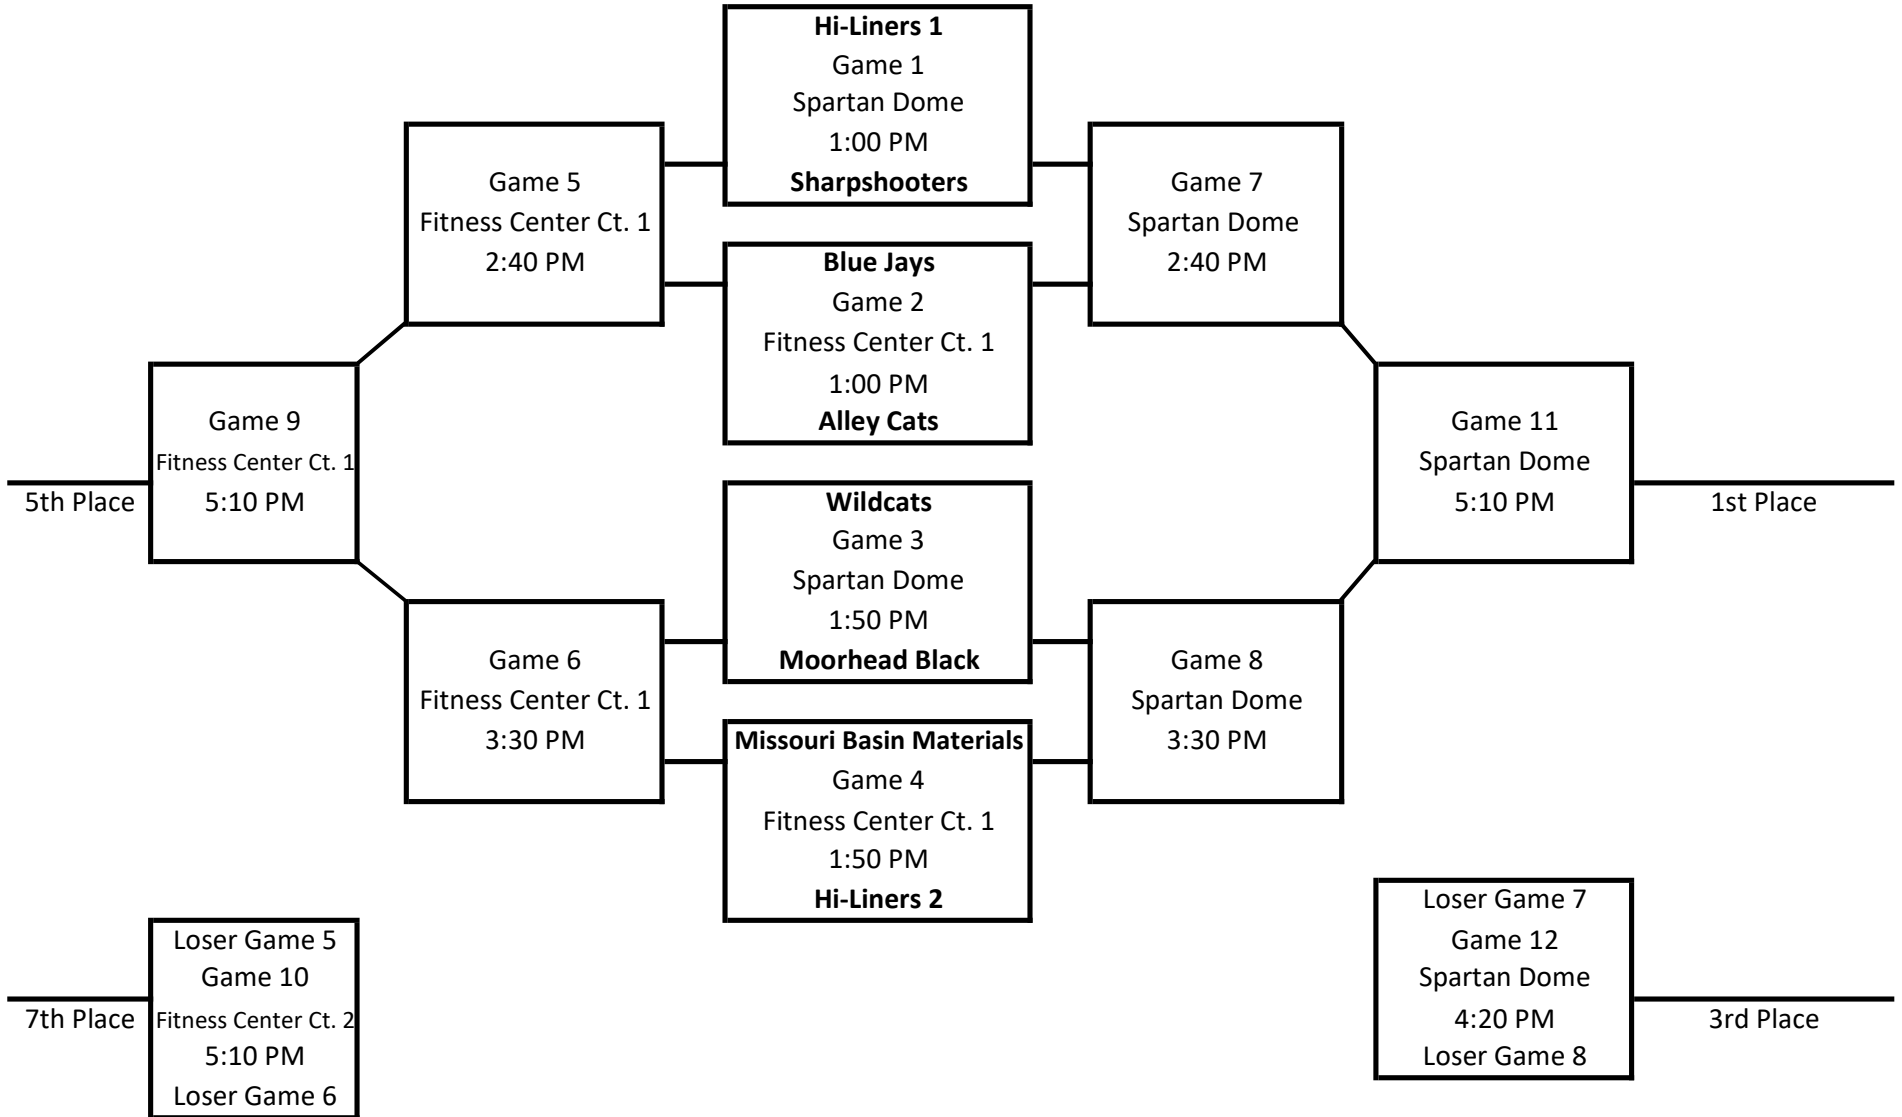 Hi-Liners 1
Game 1
Spartan Dome
1:00 PM
Sharpshooters
Game 5
Fitness Center Ct. 1
2:40 PM
Game 7
Spartan Dome
2:40 PM
Blue Jays
Game 2
Fitness Center Ct. 1
1:00 PM
Alley Cats
Game 9
Fitness Center Ct. 1
5:10 PM
5th Place
Game 11
Spartan Dome
5:10 PM
1st Place
Wildcats
Game 3
Spartan Dome
1:50 PM
Moorhead Black
Game 6
Fitness Center Ct. 1
3:30 PM
Game 8
Spartan Dome
3:30 PM
Missouri Basin Materials
Game 4
Fitness Center Ct. 1
1:50 PM
Hi-Liners 2
Loser Game 5
Game 10
Fitness Center Ct. 2
5:10 PM
Loser Game 6
7th Place
Loser Game 7
Game 12
Spartan Dome
4:20 PM
Loser Game 8
3rd Place